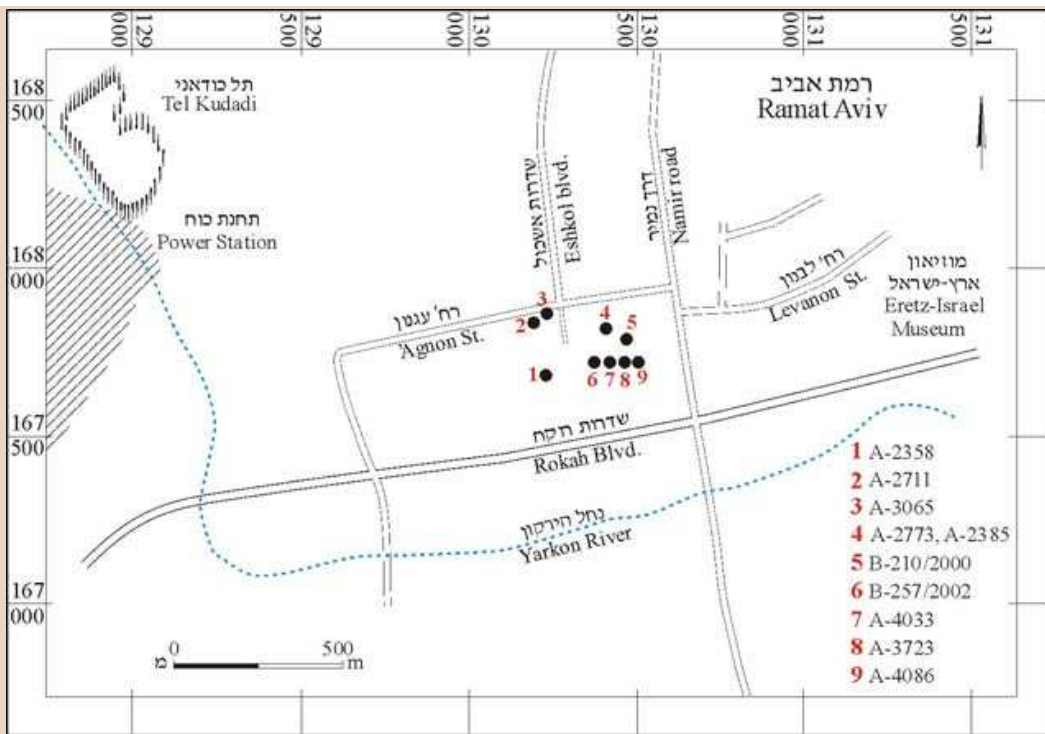 129
000
129
500
130
000
130
500
131
000
131
500
168
500
168
000
167
500
167
000
תל כודאני
Tel Kudadi
רמת אביב
Ramat Aviv
תחנת כוח
Power Station
שדרות אשכול
Eshkol blvd.
דרך נמיר
Namir road
רח' לבנון
Levanon St.
מוזיאון
ארץ-ישראל
Eretz-Israel
Museum
רח' עגנון
'Agnon St.
3
2
4
5
1
6 7 8 9
שדרות רוקח
Rokah Blvd.
נחל הירקון
Yarkon River
1 A-2358
2 A-2711
3 A-3065
4 A-2773, A-2385
5 B-210/2000
6 B-257/2002
7 A-4033
8 A-3723
9 A-4086
0 500
מ m